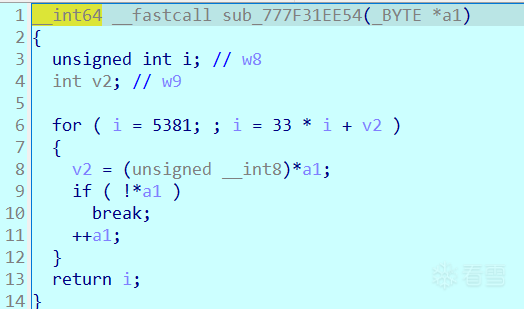 1 __int64 __fastcall sub_777F31EE54(_BYTE *a1)
2 {
3 unsigned int i; // w8
4 int v2; // w9
5
6 for ( i = 5381; ; i = 33 * i + v2 )
7 {
8 v2 = (unsigned __int8)*a1;
9 if ( !*a1 )
10 break;
11 ++a1;
12 }
13 return i;
14 }
看雪